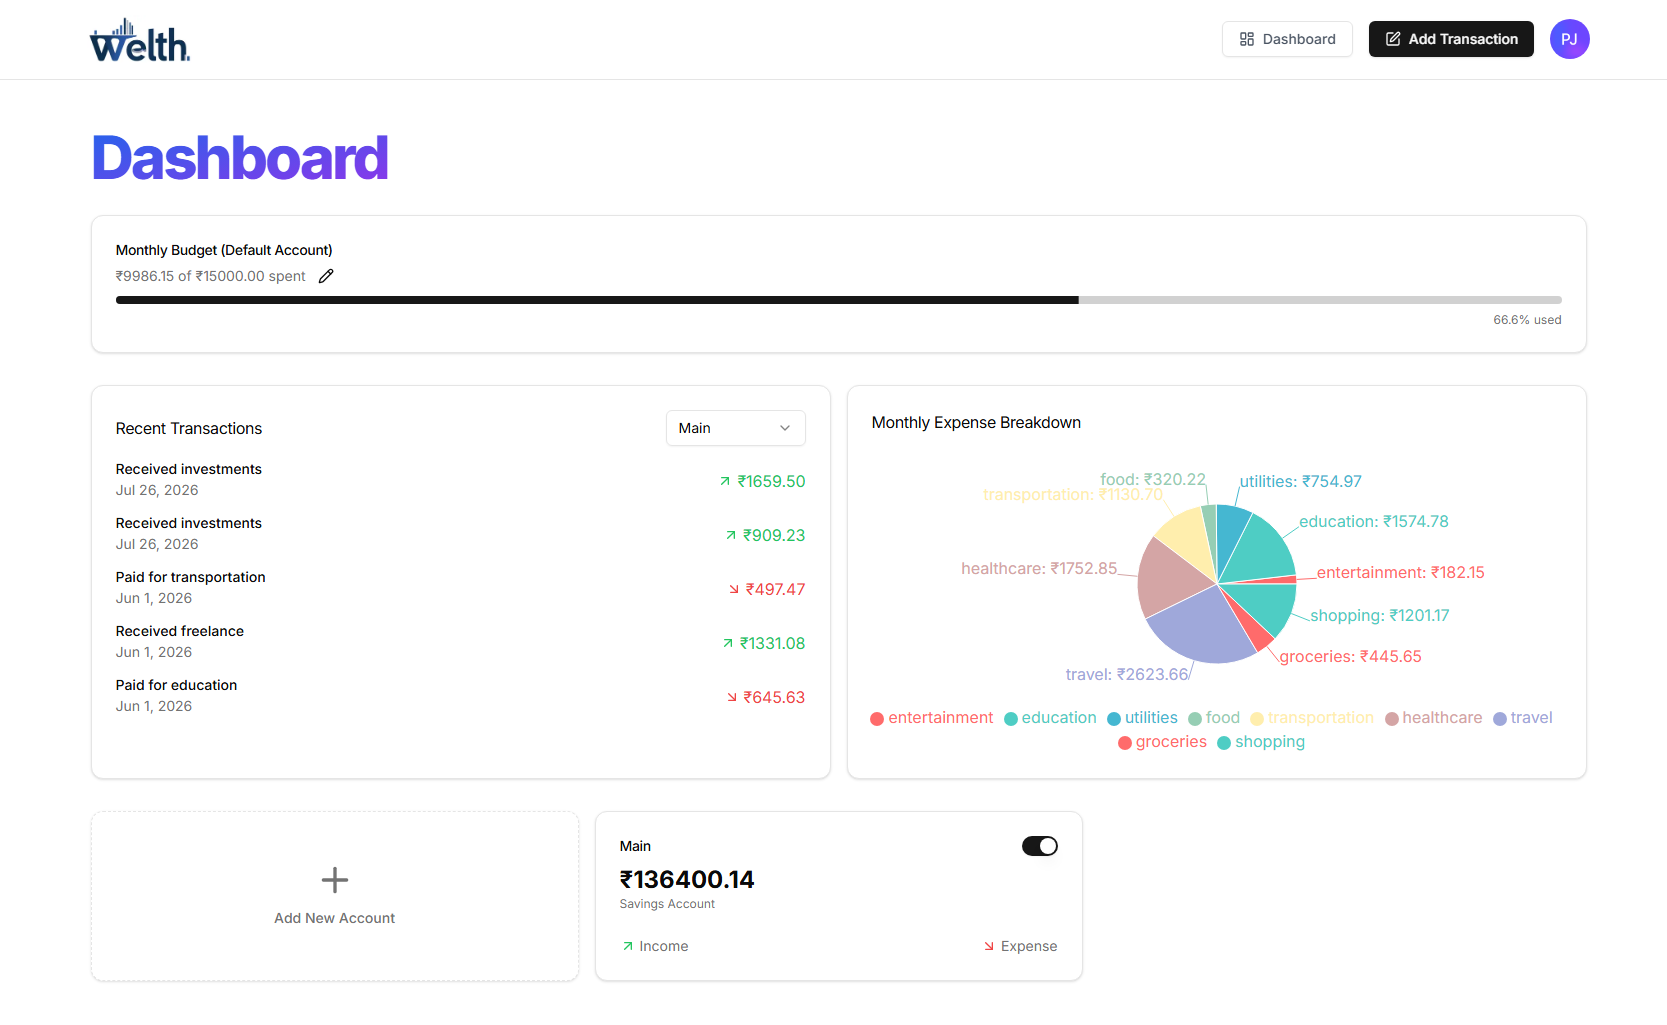 Welth.
Dashboard
Add Transaction
PJ
Dashboard
Monthly Budget (Default Account)
₹9986.15 of ₹15000.00 spent
66.6% used
Recent Transactions
Main
Received investments
Jul 26, 2026
₹1659.50
Received investments
Jul 26, 2026
₹909.23
Paid for transportation
Jun 1, 2026
₹497.47
Received freelance
Jun 1, 2026
₹1331.08
Paid for education
Jun 1, 2026
₹645.63
Monthly Expense Breakdown
food: ₹320.22
utilities: ₹754.97
transportation: ₹1130.70
education: ₹1574.78
healthcare: ₹1752.85
entertainment: ₹182.15
shopping: ₹1201.17
groceries: ₹445.65
travel: ₹2623.66
entertainment education utilities food transportation healthcare travel
groceries shopping
Add New Account
Main
₹136400.14
Savings Account
Income
Expense